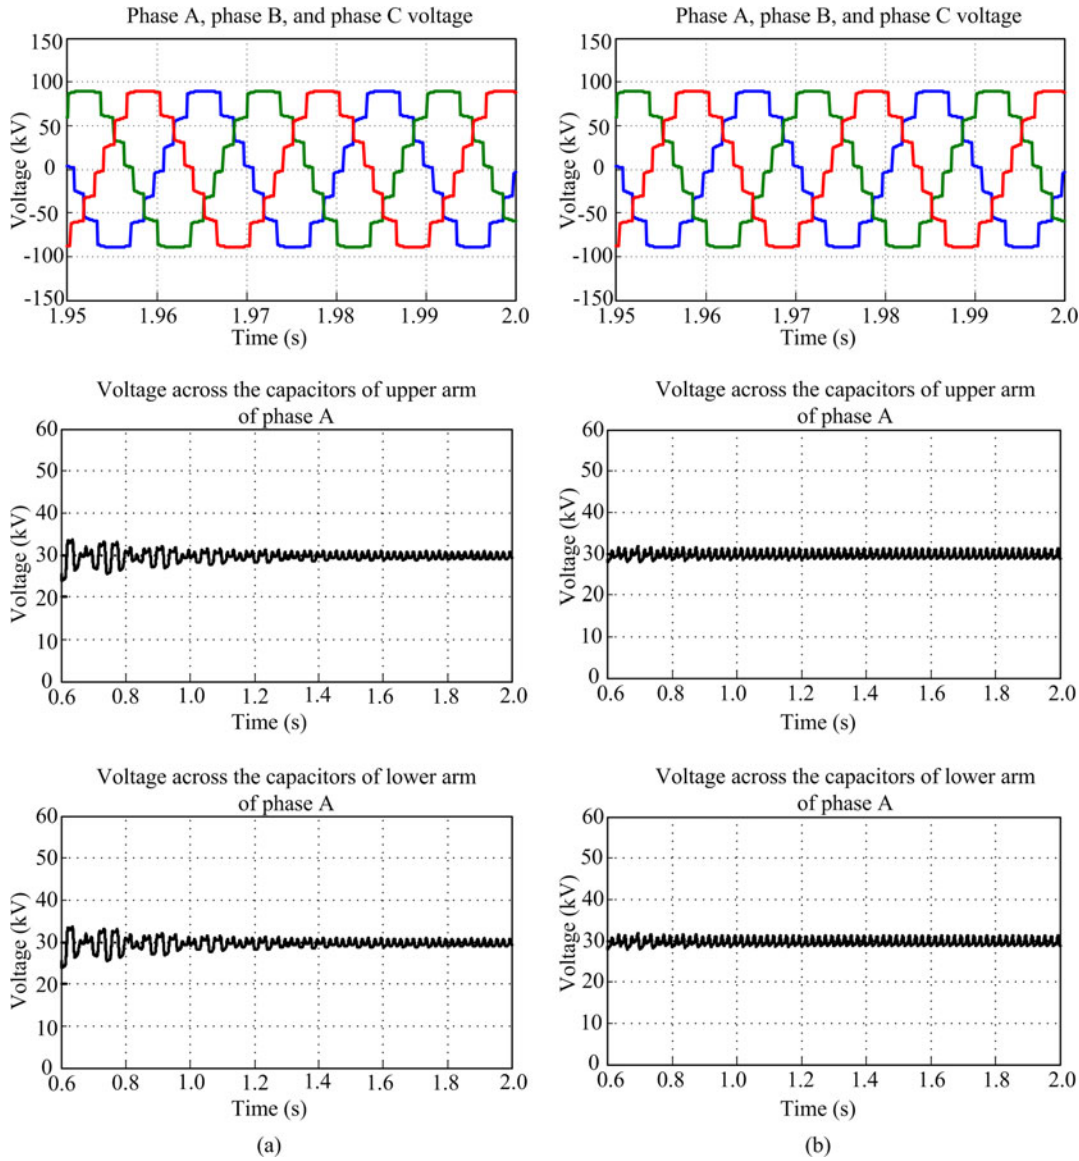 Phase A, phase B, and phase C voltage
150
100
50
0
-50
-100
-150
Voltage (kV)
1.95 1.96 1.97 1.98 1.99 2.0
Time (s)
Phase A, phase B, and phase C voltage
150
100
50
0
-50
-100
-150
Voltage (kV)
1.95 1.96 1.97 1.98 1.99 2.0
Time (s)
Voltage across the capacitors of upper arm
of phase A
60
50
40
30
20
10
0
Voltage (kV)
0.6 0.8 1.0 1.2 1.4 1.6 1.8 2.0
Time (s)
Voltage across the capacitors of upper arm
of phase A
60
50
40
30
20
10
0
Voltage (kV)
0.6 0.8 1.0 1.2 1.4 1.6 1.8 2.0
Time (s)
Voltage across the capacitors of lower arm
of phase A
60
50
40
30
20
10
0
Voltage (kV)
0.6 0.8 1.0 1.2 1.4 1.6 1.8 2.0
Time (s)
Voltage across the capacitors of lower arm
of phase A
60
50
40
30
20
10
0
Voltage (kV)
0.6 0.8 1.0 1.2 1.4 1.6 1.8 2.0
Time (s)
(a)
(b)